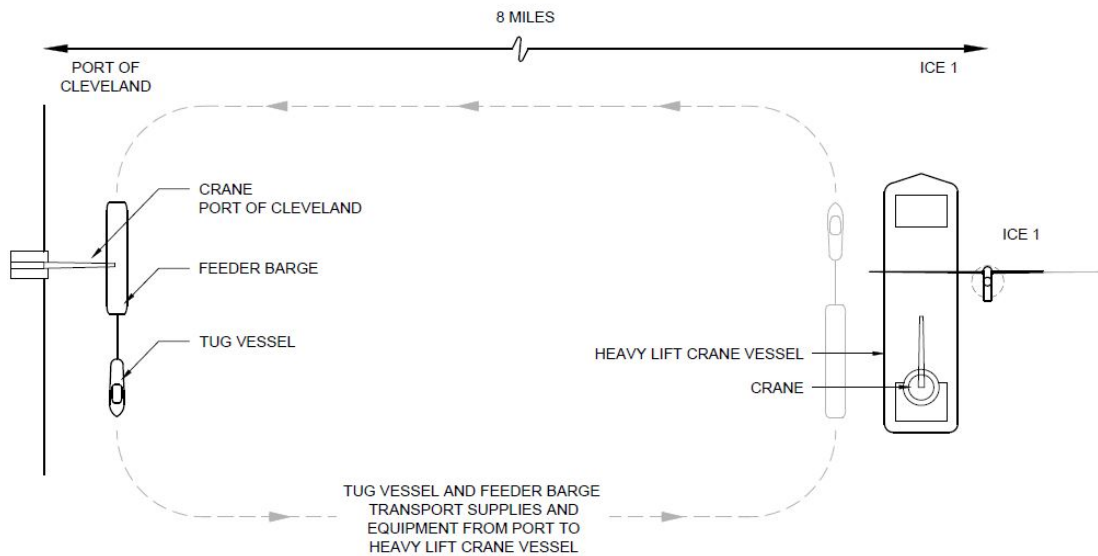 8 MILES
PORT OF
CLEVELAND
ICE 1
CRANE
PORT OF CLEVELAND
ICE 1
FEEDER BARGE
TUG VESSEL
HEAVY LIFT CRANE VESSEL
CRANE
TUG VESSEL AND FEEDER BARGE
TRANSPORT SUPPLIES AND
EQUIPMENT FROM PORT TO
HEAVY LIFT CRANE VESSEL